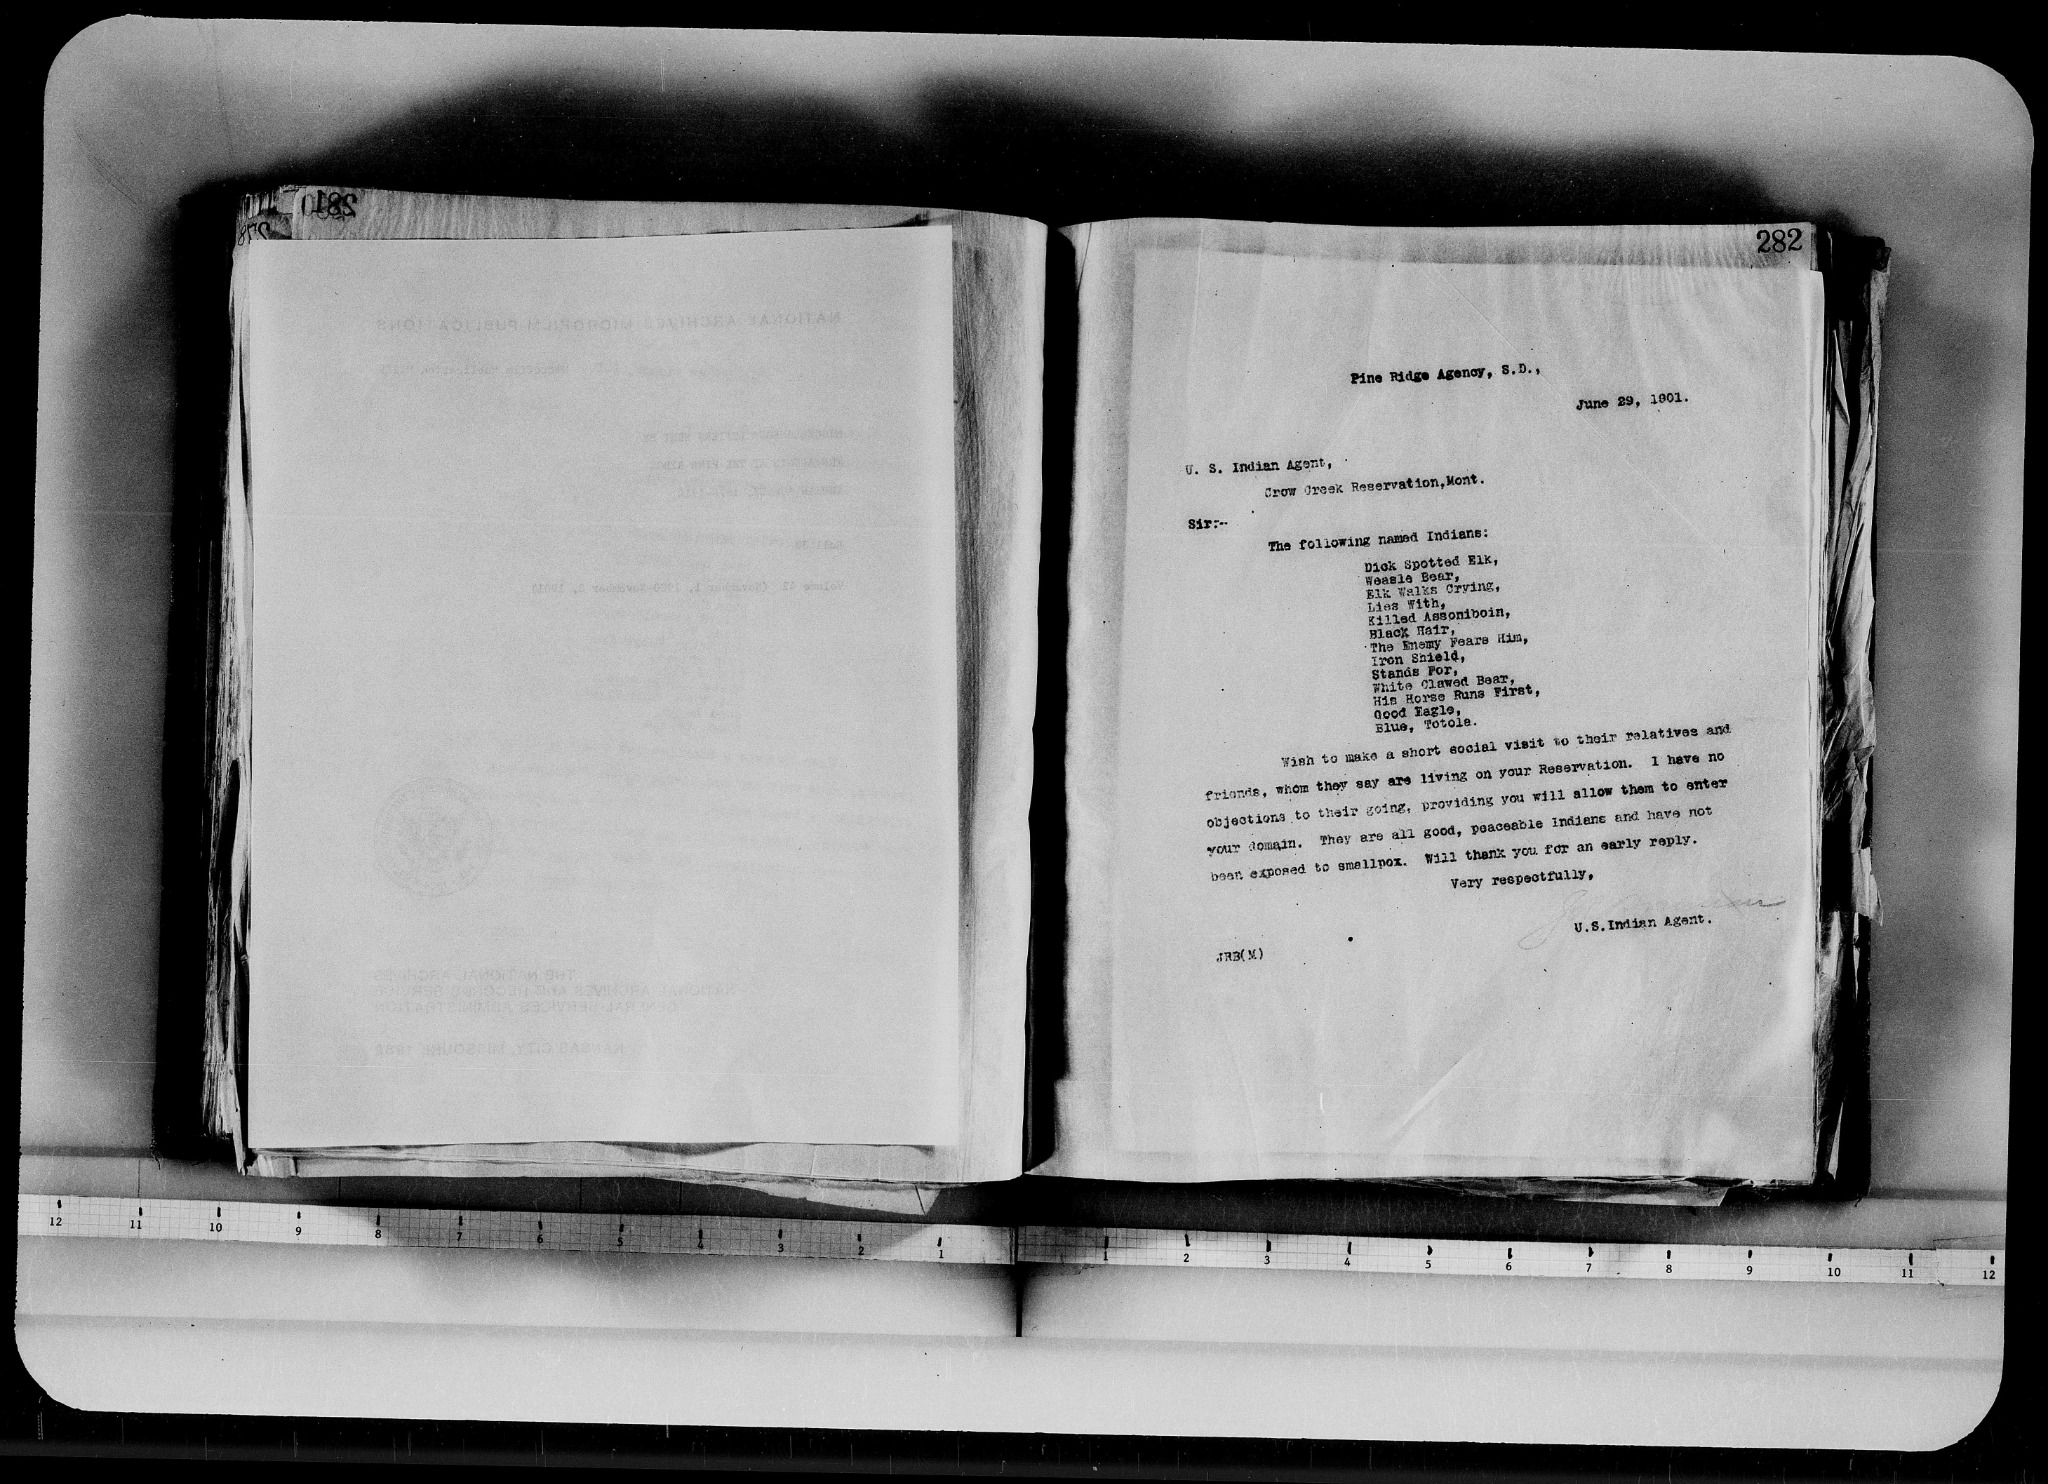 282
Pine Ridge Agency, S.D.,
June 29, 1901.
U. S. Indian Agent,
Crow Creek Reservation,Mont.
Sir:-
The following named Indians:
Dick Spotted Elk,
Weasle Bear,
Elk Walks Crying,
Lies With,
Killed Assoniboin,
Black Hair,
The Enemy Fears Him,
Iron Shield,
Stands For,
White Clawed Bear,
His Horse Runs First,
Good Eagle,
Blue, Totola.
Wish to make a short social visit to their relatives and
friends, whom they say are living on your Reservation. I have no
objections to their going, providing you will allow them to enter
your domain. They are all good, peaceable Indians and have not
been exposed to smallpox. Will thank you for an early reply.
Very respectfully,
U.S.Indian Agent.
JRB(M)
12 11 10 9 8 7 6 5 4 3 2 1 1 2 3 4 5 6 7 8 9 10 11 12